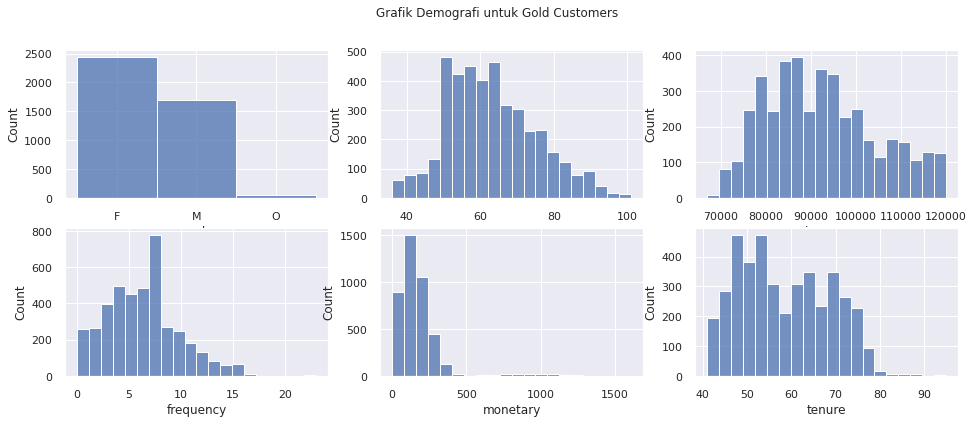 Grafik Demografi untuk Gold Customers
2500
2000
1500
1000
500
0
Count
F M O
500
400
300
200
100
0
Count
40 60 80 100
400
300
200
100
0
Count
70000 80000 90000 100000 110000 120000
800
600
400
200
0
Count
0 5 10 15 20
frequency
1500
1000
500
0
Count
0 500 1000 1500
monetary
400
300
200
100
0
Count
40 50 60 70 80 90
tenure